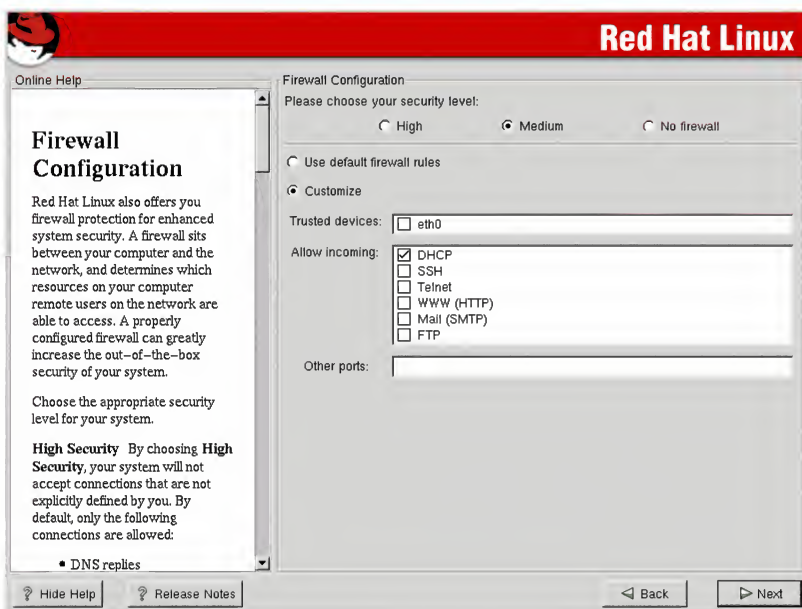 Red Hat Linux
Online Help
Firewall
Configuration
Red Hat Linux also offers you
firewall protection for enhanced
system security. A firewall sits
between your computer and the
network, and determines which
resources on your computer
remote users on the network are
able to access. A properly
configured firewall can greatly
increase the out-of-the-box
security of your system.
Choose the appropriate security
level for your system.
High Security By choosing High
Security, your system will not
accept connections that are not
explicitly defined by you. By
default, only the following
connections are allowed:
• DNS replies
Firewall Configuration
Please choose your security level:
High Medium No firewall
Use default firewall rules
Customize
Trusted devices: eth0
Allow incoming: DHCP
SSH
Telnet
WWW (HTTP)
Mail (SMTP)
FTP
Other ports:
Hide Help Release Notes Back Next